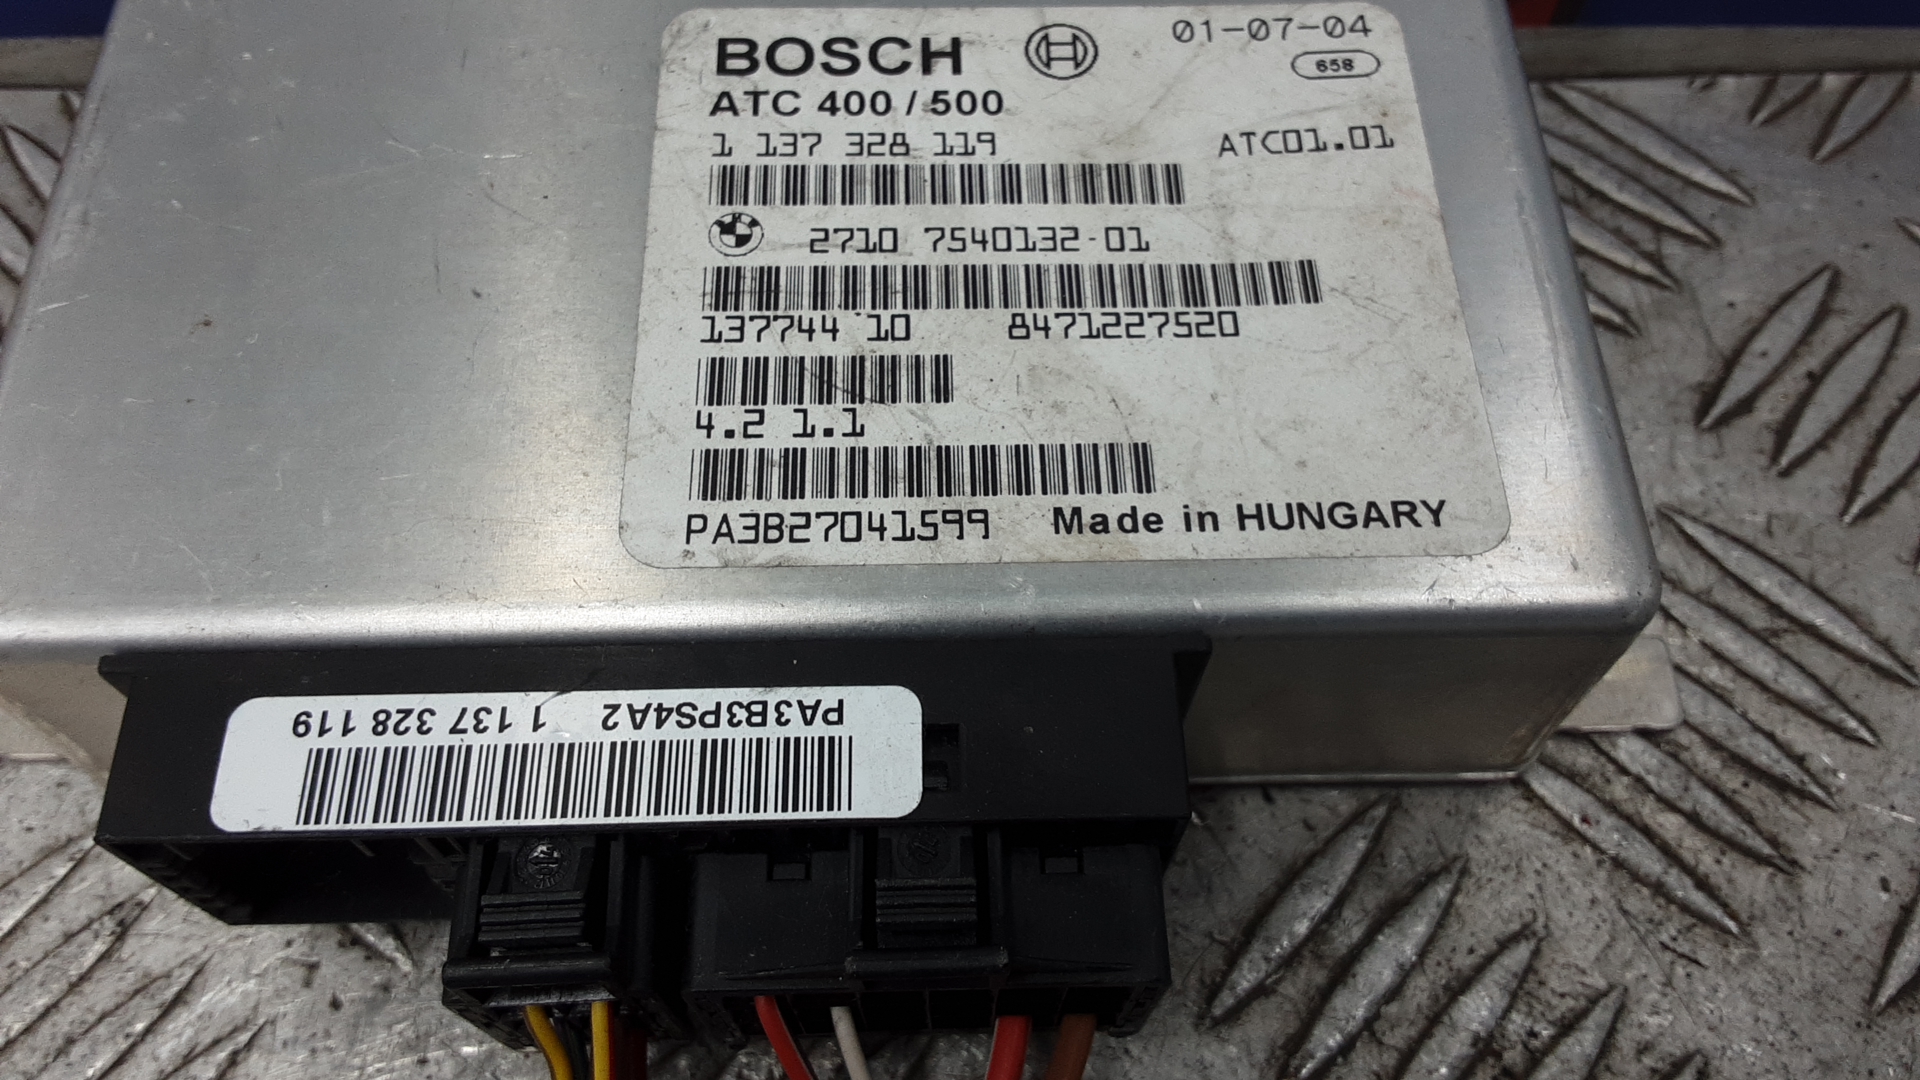 BOSCH 01-07-04
658
ATC 400 / 500
1 137 328 119 ATC01.01
2710 7540132-01
137744 10 8471227520
4.2 1.1
PA3B27041599 Made in HUNGARY
PA3B3PS4A2 1 137 328 119